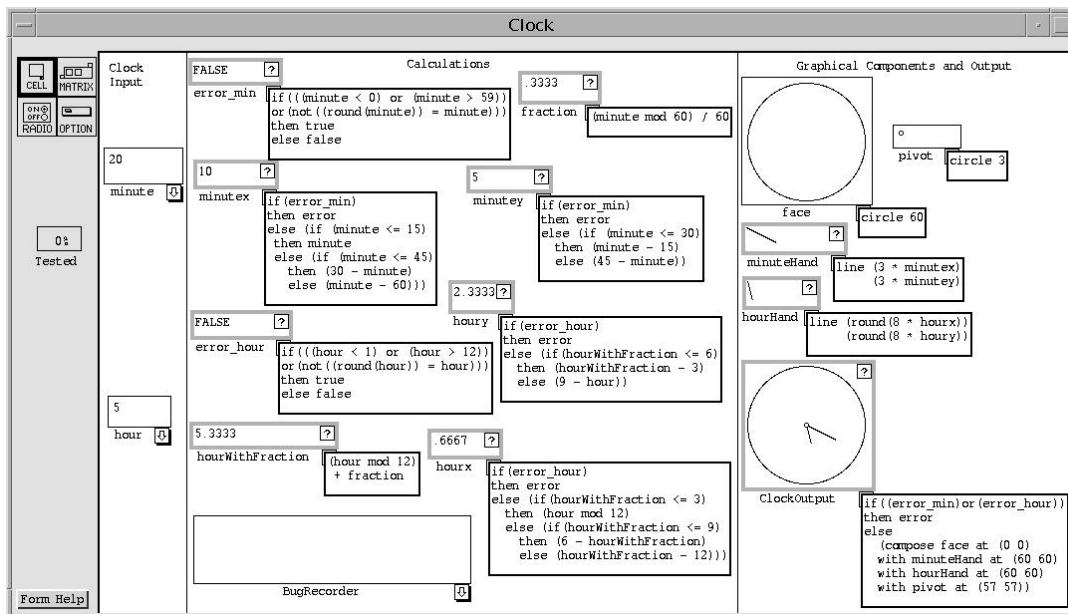 Clock
CELL
MATRIX
ON
OFF
RADIO
OPTION
Clock
Input
20
minute
0%
Tested
5
hour
Form Help
Calculations
FALSE
?
error_min
if(((minute < 0) or (minute > 59))
or(not((round(minute)) = minute)))
then true
else false
.3333
?
fraction
(minute mod 60) / 60
10
?
minutex
if(error_min)
then error
else (if (minute <= 15)
then minute
else (if (minute <= 45)
then (30 - minute)
else (minute - 60)))
5
?
minutey
if(error_min)
then error
else (if (minute <= 30)
then (minute - 15)
else (45 - minute))
FALSE
?
error_hour
if(((hour < 1) or (hour > 12))
or(not((round(hour)) = hour)))
then true
else false
2.3333
?
houry
if(error_hour)
then error
else (if(hourWithFraction <= 6)
then (hourWithFraction - 3)
else (9 - hour))
5.3333
?
hourWithFraction
(hour mod 12)
+ fraction
.6667
?
hourx
if(error_hour)
then error
else (if(hourWithFraction <= 3)
then (hour mod 12)
else (if(hourWithFraction <= 9)
then (6 - hourWithFraction)
else (hourWithFraction - 12)))
BugRecorder
Graphical Components and Output
face
circle 60
pivot
circle 3
?
minuteHand
line (3 * minutex)
(3 * minutey)
?
hourHand
line (round(8 * hourx))
(round(8 * houry))
?
ClockOutput
if((error_min)or(error_hour))
then error
else
(compose face at (0 0)
with minuteHand at (60 60)
with hourHand at (60 60)
with pivot at (57 57))